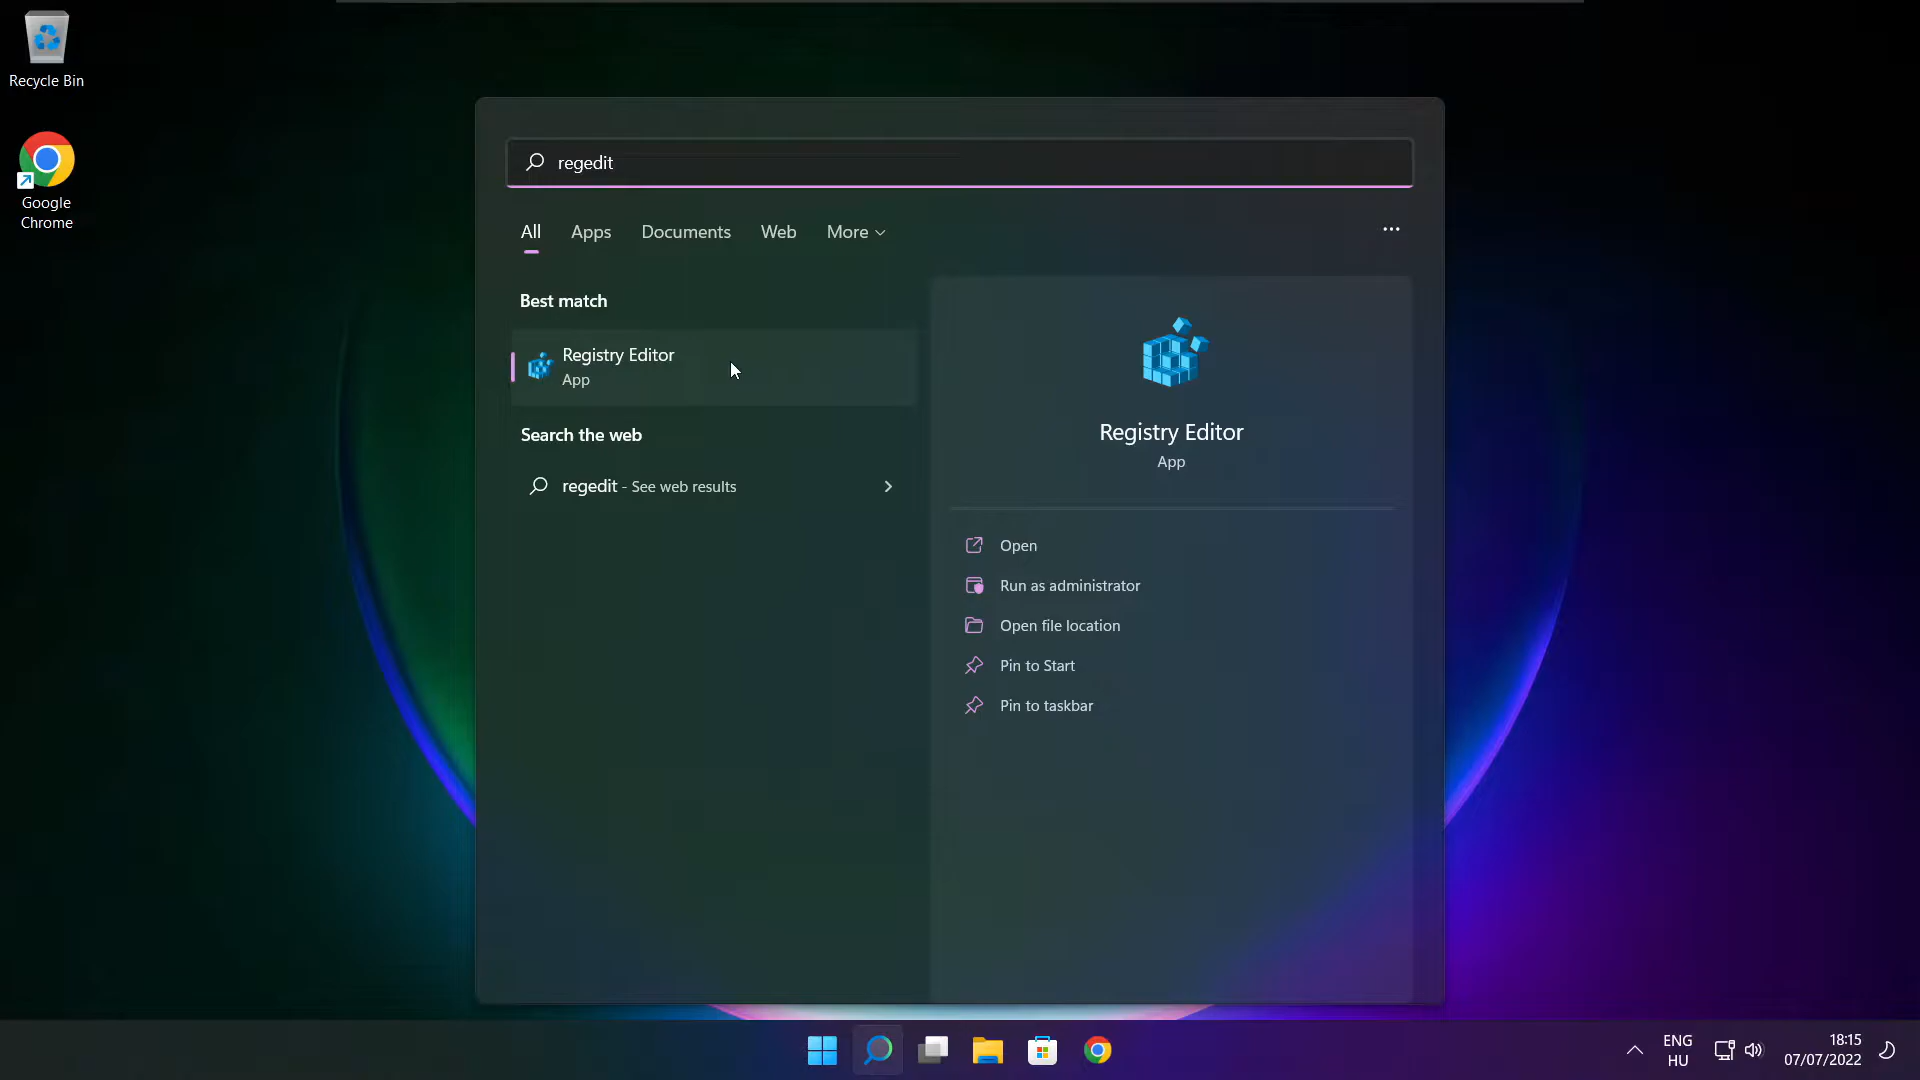 Recycle Bin
Google
Chrome
regedit
All Apps Documents Web More
Best match
Registry Editor
App
Search the web
regedit - See web results
Registry Editor
App
Open
Run as administrator
Open file location
Pin to Start
Pin to taskbar
ENG
HU
18:15
07/07/2022